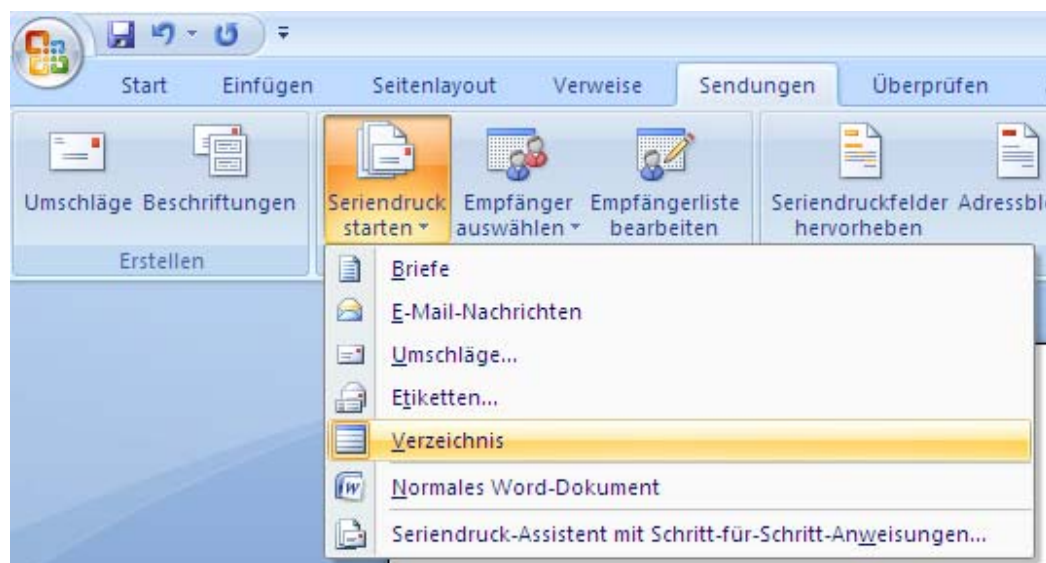 Start Einfügen Seitenlayout Verweise Sendungen Überprüfen
Umschläge Beschriftungen
Erstellen
Seriendruck
starten
Empfänger
auswählen
Empfängerliste
bearbeiten
Seriendruckfelder
hervorheben
Briefe
E-Mail-Nachrichten
Umschläge...
Etiketten...
Verzeichnis
Normales Word-Dokument
Seriendruck-Assistent mit Schritt-für-Schritt-Anweisungen...